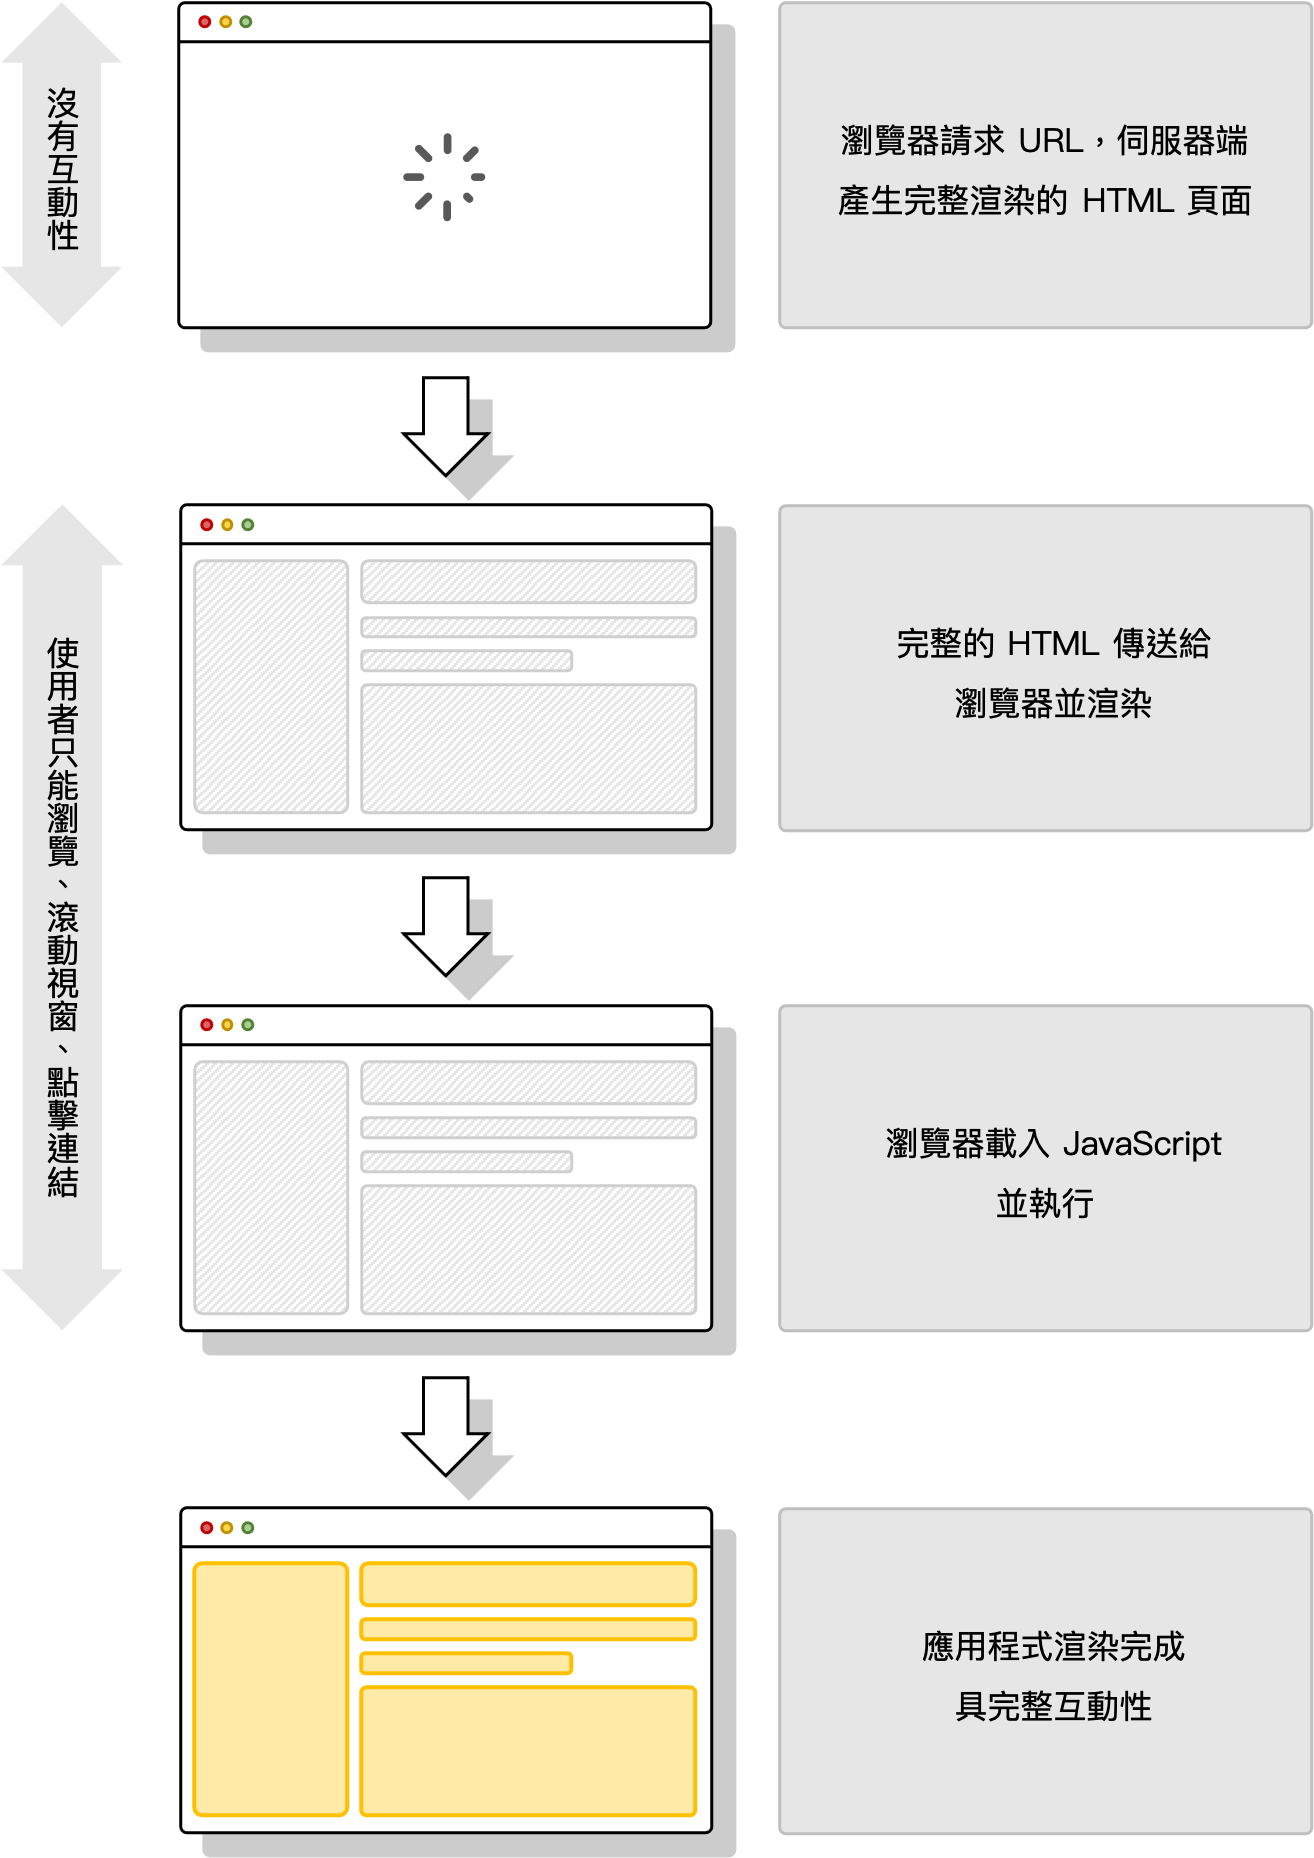 沒有互動性
瀏覽器請求 URL，伺服器端
產生完整渲染的 HTML 頁面
使用者只能瀏覽、滾動視窗、點擊連結
完整的 HTML 傳送給
瀏覽器並渲染
瀏覽器載入 JavaScript
並執行
應用程式渲染完成
具完整互動性